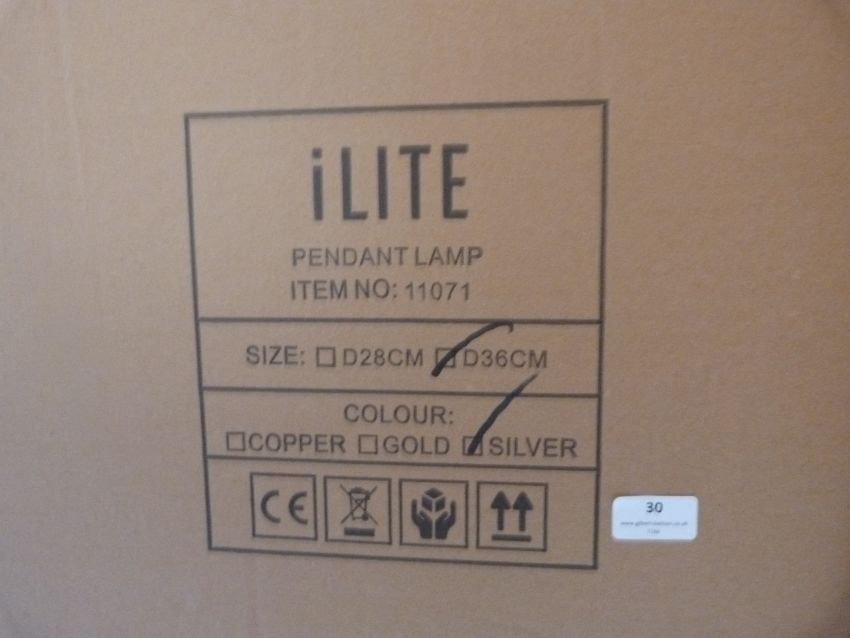 iLITE
PENDANT LAMP
ITEM NO: 11071
SIZE: ☐ D28CM ☑ D36CM
COLOUR:
☐COPPER ☐GOLD ☑SILVER
CE
30